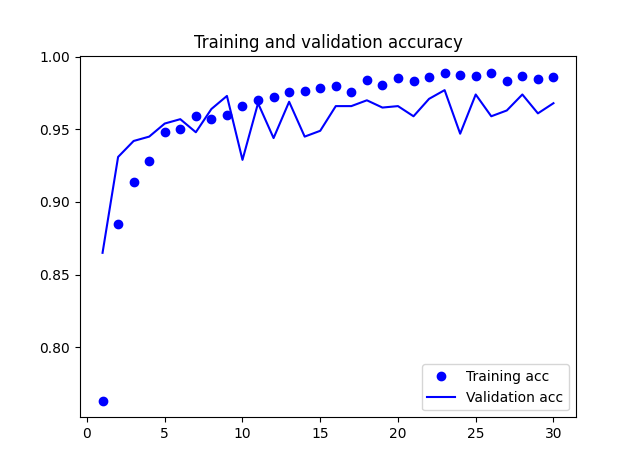 Training and validation accuracy
1.00
0.95
0.90
0.85
0.80
Training acc
Validation acc
0 5 10 15 20 25 30